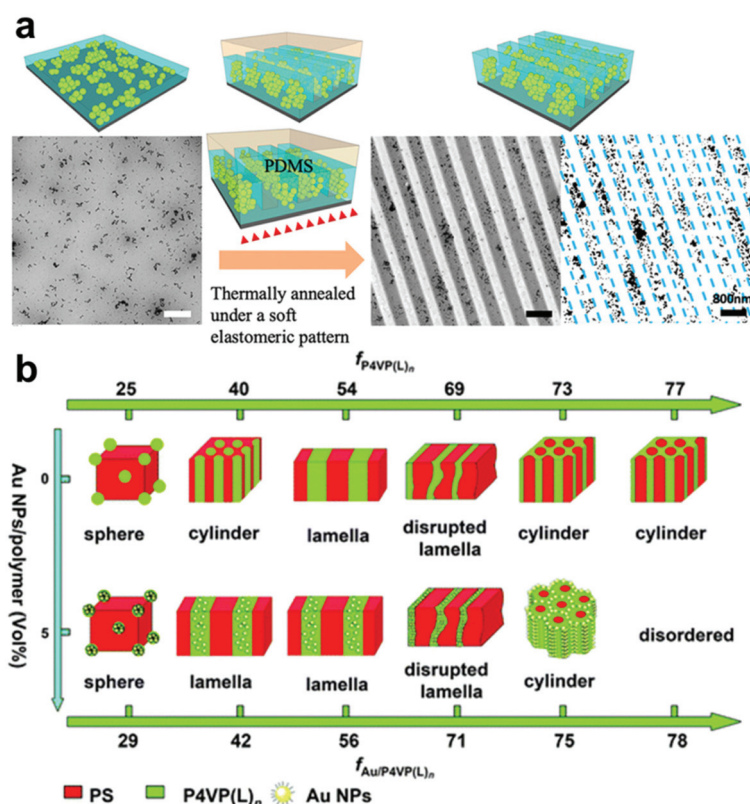 a
PDMS
Thermally annealed
under a soft
elastomeric pattern
800nm
b
fP4VP(L)n
25 40 54 69 73 77
Au NPs/polymer (Vol%)
0
sphere cylinder lamella disrupted lamella cylinder cylinder
5
sphere lamella lamella disrupted lamella cylinder disordered
29 42 56 71 75 78
fAu/P4VP(L)n
PS P4VP(L)n Au NPs